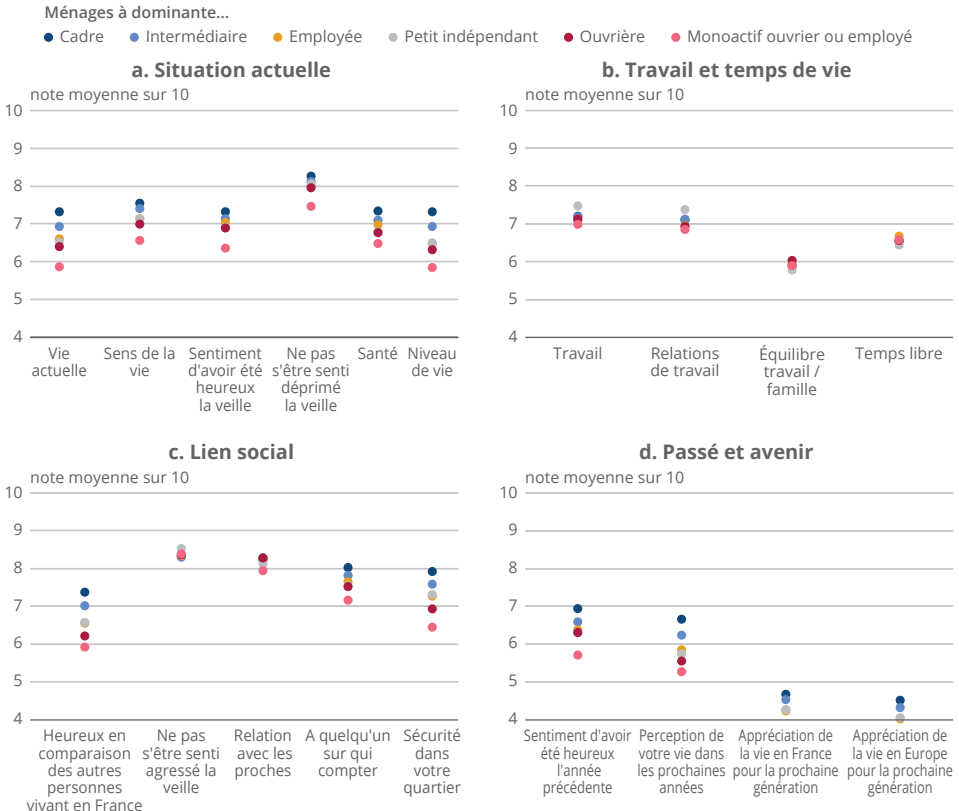 Ménages à dominante...
Cadre Intermédiaire Employée Petit indépendant Ouvrière Monoactif ouvrier ou employé
a. Situation actuelle
note moyenne sur 10
10
9
8
7
6
5
4
Vie
actuelle
Sens de la
vie
Sentiment
d'avoir été
heureux
la veille
Ne pas
s'être senti
déprimé
la veille
Santé
Niveau
de vie
b. Travail et temps de vie
note moyenne sur 10
10
9
8
7
6
5
4
Travail
Relations
de travail
Équilibre
travail /
famille
Temps libre
c. Lien social
note moyenne sur 10
10
9
8
7
6
5
4
Heureux en
comparaison
des autres
personnes
vivant en France
Ne pas
s'être senti
agressé la
veille
Relation
avec les
proches
A quelqu'un
sur qui
compter
Sécurité
dans
votre
quartier
d. Passé et avenir
note moyenne sur 10
10
9
8
7
6
5
4
Sentiment d'avoir
été heureux
l'année
précédente
Perception de
votre vie dans
les prochaines
années
Appréciation de
la vie en France
pour la prochaine
génération
Appréciation de
la vie en Europe
pour la prochaine
génération